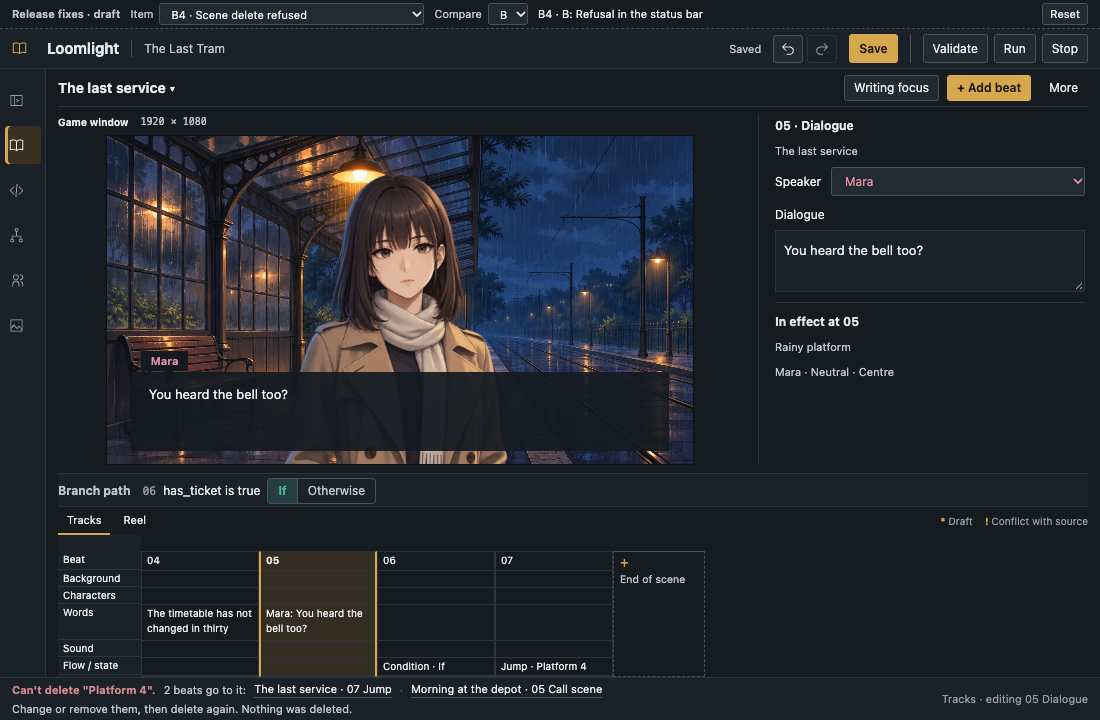 Release fixes · draft Item B4 · Scene delete refused Compare B B4 · B: Refusal in the status bar Reset
Loomlight The Last Tram Saved Save Validate Run Stop
The last service ▾ Writing focus + Add beat More
Game window 1920 × 1080
Mara
You heard the bell too?
05 · Dialogue
The last service
Speaker Mara
Dialogue
You heard the bell too?
In effect at 05
Rainy platform
Mara · Neutral · Centre
Branch path 06 has_ticket is true If Otherwise
Tracks Reel * Draft ! Conflict with source
Beat 04 05 06 07 +
Background End of scene
Characters
Words The timetable has not Mara: You heard the
changed in thirty bell too?
Sound
Flow / state Condition · If Jump · Platform 4
Can't delete "Platform 4". 2 beats go to it: The last service · 07 Jump · Morning at the depot · 05 Call scene
Change or remove them, then delete again. Nothing was deleted.
Tracks · editing 05 Dialogue